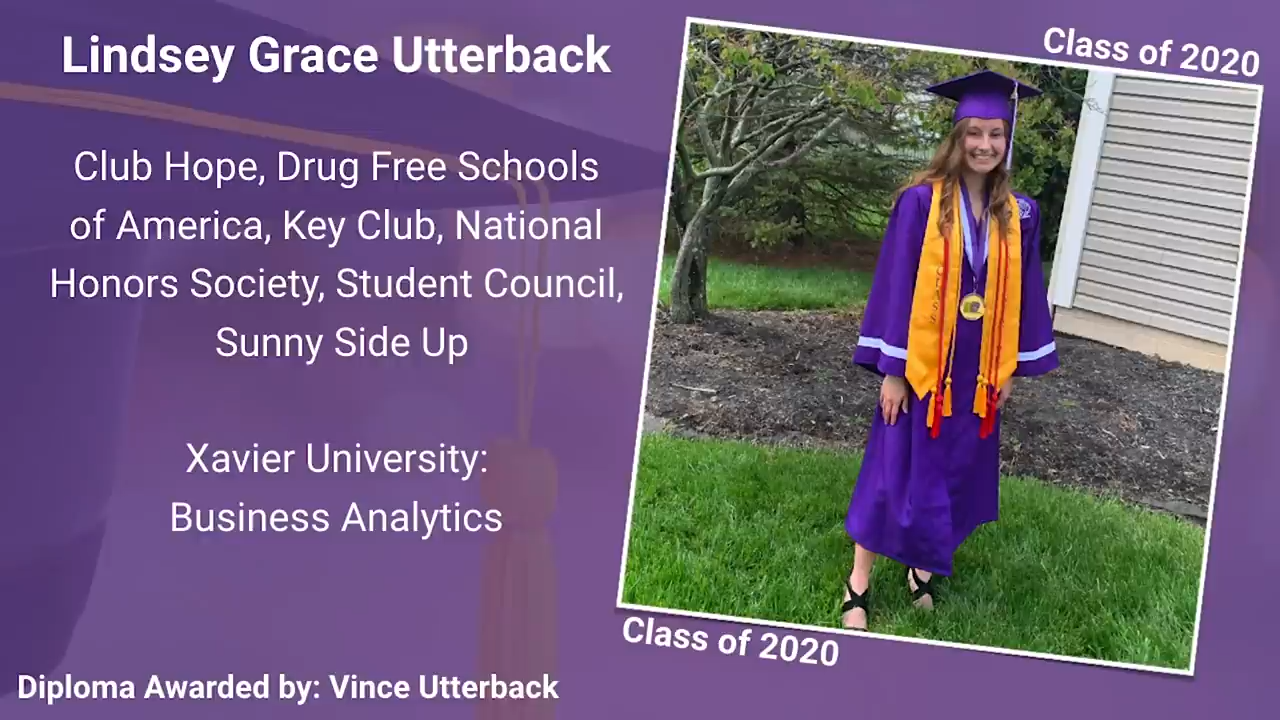 Lindsey Grace Utterback
Club Hope, Drug Free Schools
of America, Key Club, National
Honors Society, Student Council,
Sunny Side Up
Xavier University:
Business Analytics
Diploma Awarded by: Vince Utterback
Class of 2020
Class of 2020